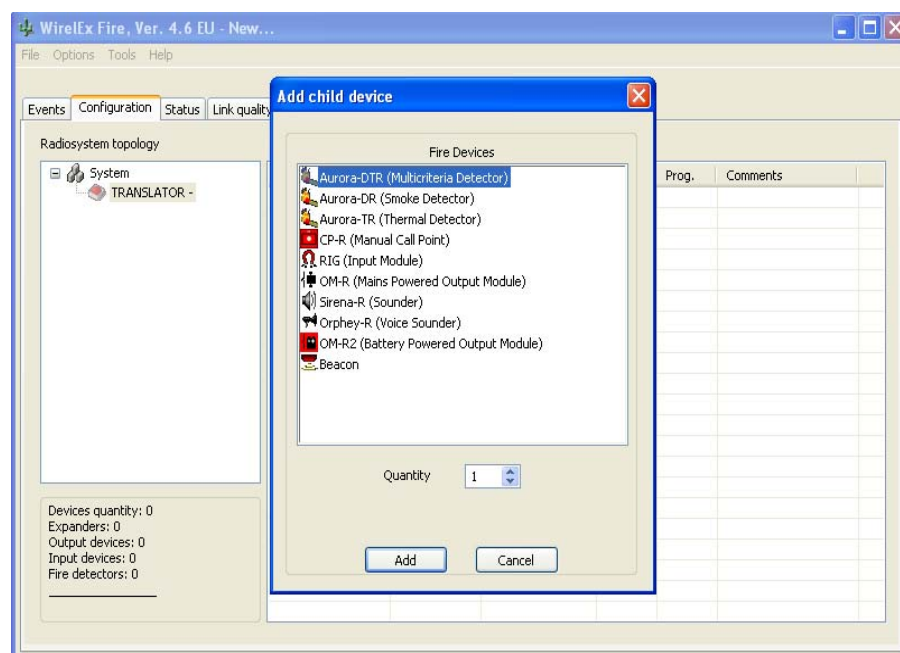 WirelEx Fire, Ver. 4.6 EU - New...
File Options Tools Help
Events Configuration Status Link quality
Radiosystem topology
System
TRANSLATOR -
Devices quantity: 0
Expanders: 0
Output devices: 0
Input devices: 0
Fire detectors: 0
Add child device
Fire Devices
Aurora-DTR (Multicriteria Detector)
Aurora-DR (Smoke Detector)
Aurora-TR (Thermal Detector)
CP-R (Manual Call Point)
RIG (Input Module)
OM-R (Mains Powered Output Module)
Sirena-R (Sounder)
Orphey-R (Voice Sounder)
OM-R2 (Battery Powered Output Module)
Beacon
Quantity 1
Add Cancel
Prog. Comments